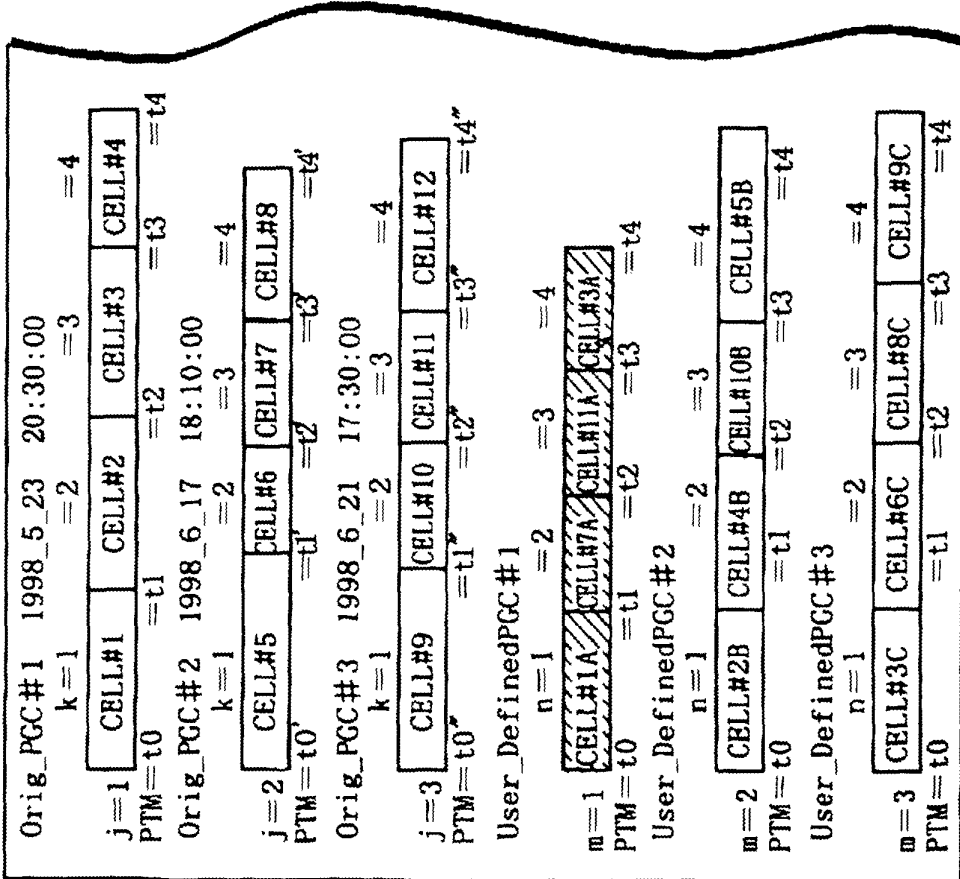 Orig_PGC#1 1998_5_23 20:30:00
k=1 =2 =3 =4
j=1 CELL#1 CELL#2 CELL#3 CELL#4
PTM=t0 =t1 =t2 =t3 =t4
Orig_PGC#2 1998_6_17 18:10:00
k=1 =2 =3 =4
j=2 CELL#5 CELL#6 CELL#7 CELL#8
PTM=t0' =t1' =t2' =t3' =t4'
Orig_PGC#3 1998_6_21 17:30:00
k=1 =2 =3 =4
j=3 CELL#9 CELL#10 CELL#11 CELL#12
PTM=t0" =t1" =t2" =t3" =t4"
User_DefinedPGC#1
n=1 =2 =3 =4
m=1 CELL#1A CELL#7A CELL#11A CELL#3A
PTM=t0 =t1 =t2 =t3 =t4
User_DefinedPGC#2
n=1 =2 =3 =4
m=2 CELL#2B CELL#4B CELL#10B CELL#5B
PTM=t0 =t1 =t2 =t3 =t4
User_DefinedPGC#3
n=1 =2 =3 =4
m=3 CELL#3C CELL#6C CELL#8C CELL#9C
PTM=t0 =t1 =t2 =t3 =t4